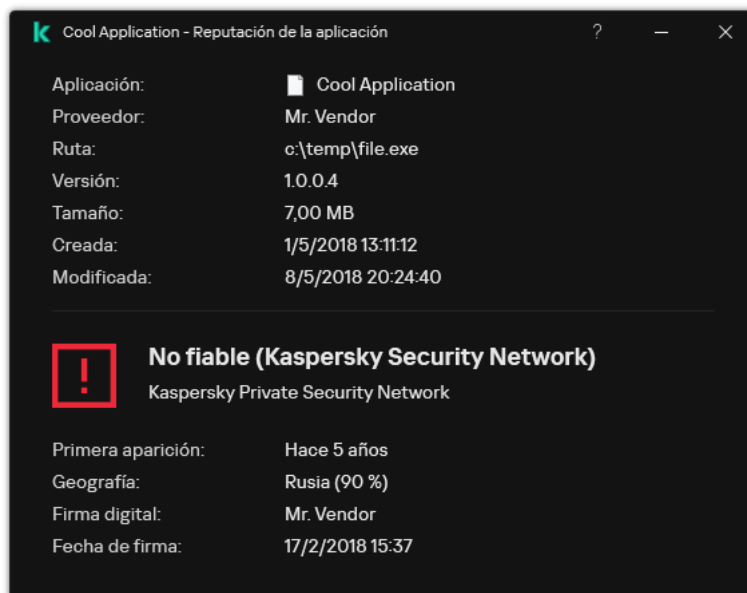 Cool Application - Reputación de la aplicación
Aplicación: Cool Application
Proveedor: Mr. Vendor
Ruta: c:\temp\file.exe
Versión: 1.0.0.4
Tamaño: 7,00 MB
Creada: 1/5/2018 13:11:12
Modificada: 8/5/2018 20:24:40
No fiable (Kaspersky Security Network)
Kaspersky Private Security Network
Primera aparición: Hace 5 años
Geografía: Rusia (90 %)
Firma digital: Mr. Vendor
Fecha de firma: 17/2/2018 15:37